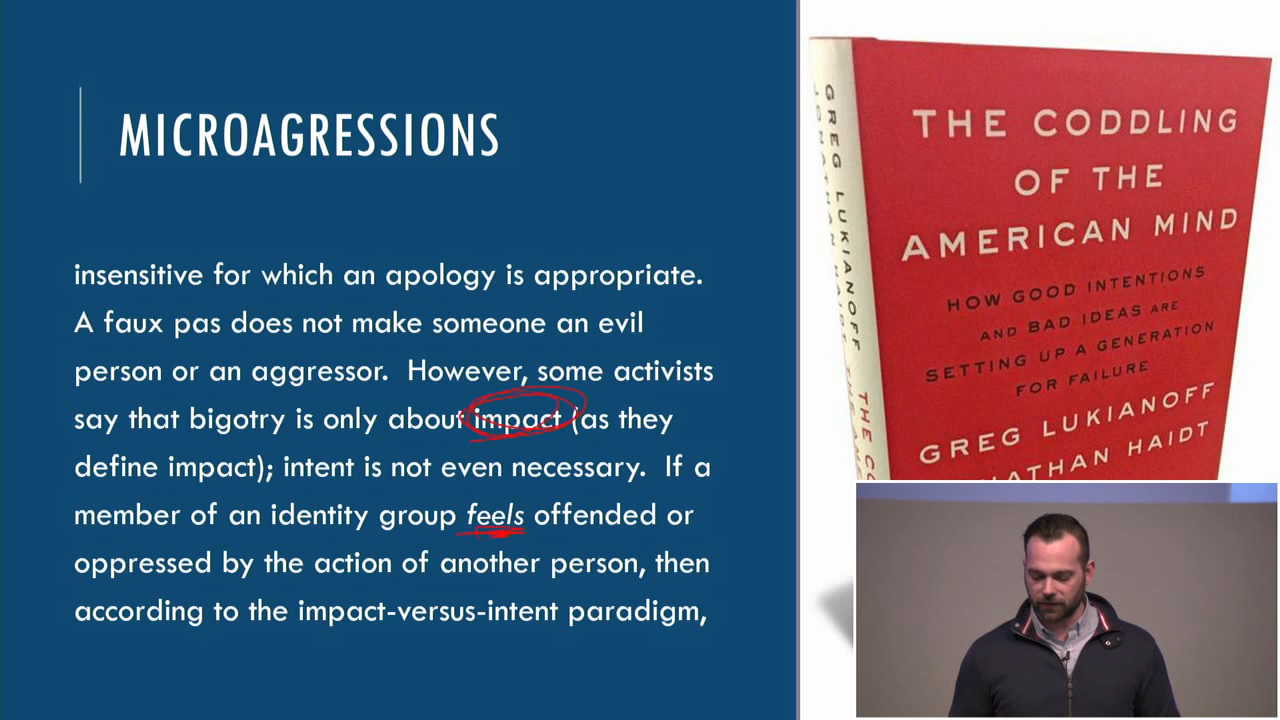 MICROAGRESSIONS
insensitive for which an apology is appropriate.
A faux pas does not make someone an evil
person or an aggressor. However, some activists
say that bigotry is only about impact (as they
define impact); intent is not even necessary. If a
member of an identity group feels offended or
oppressed by the action of another person, then
according to the impact-versus-intent paradigm,
GREG LUKIANOFF
THE CODDLING
OF THE
AMERICAN MIND
HOW GOOD INTENTIONS
AND BAD IDEAS ARE
SETTING UP A GENERATION
FOR FAILURE
GREG LUKIANOFF
HAIDT